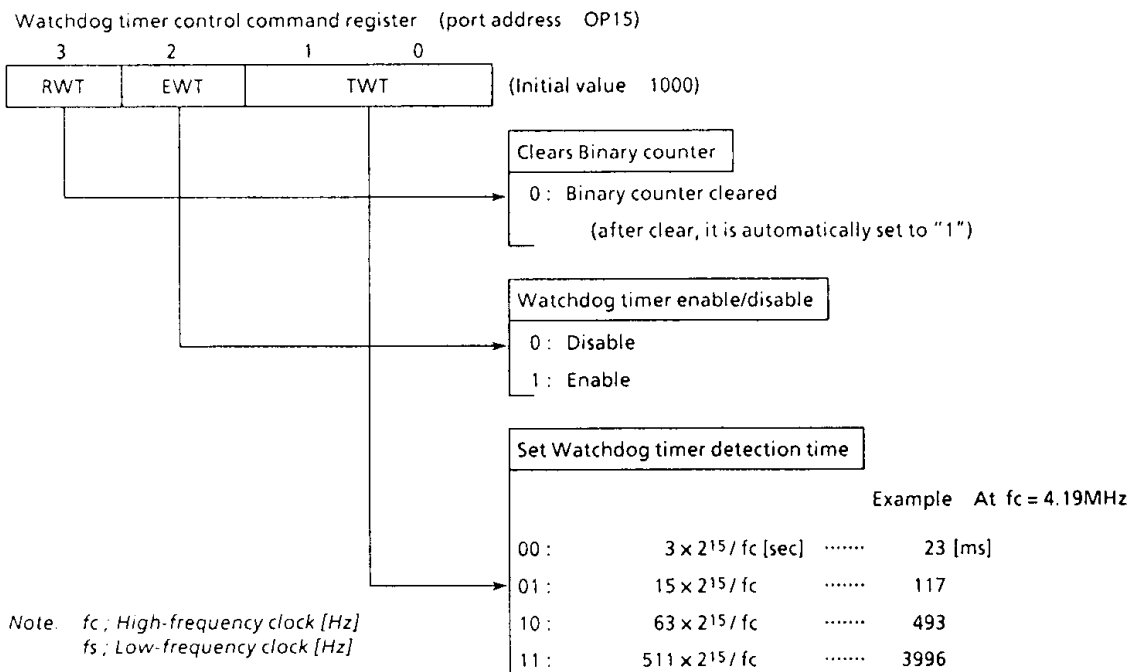 Watchdog timer control command register (port address OP15)
3 2 1 0
RWT EWT TWT (Initial value 1000)
Clears Binary counter
0 : Binary counter cleared
(after clear, it is automatically set to "1")
Watchdog timer enable/disable
0 : Disable
1 : Enable
Set Watchdog timer detection time
Example At fc = 4.19MHz
00 : 3 × 2¹⁵/ fc [sec] ······· 23 [ms]
01 : 15 × 2¹⁵/ fc ······· 117
10 : 63 × 2¹⁵/ fc ······· 493
11 : 511 × 2¹⁵/ fc ······· 3996
Note. fc ; High-frequency clock [Hz]
fs ; Low-frequency clock [Hz]